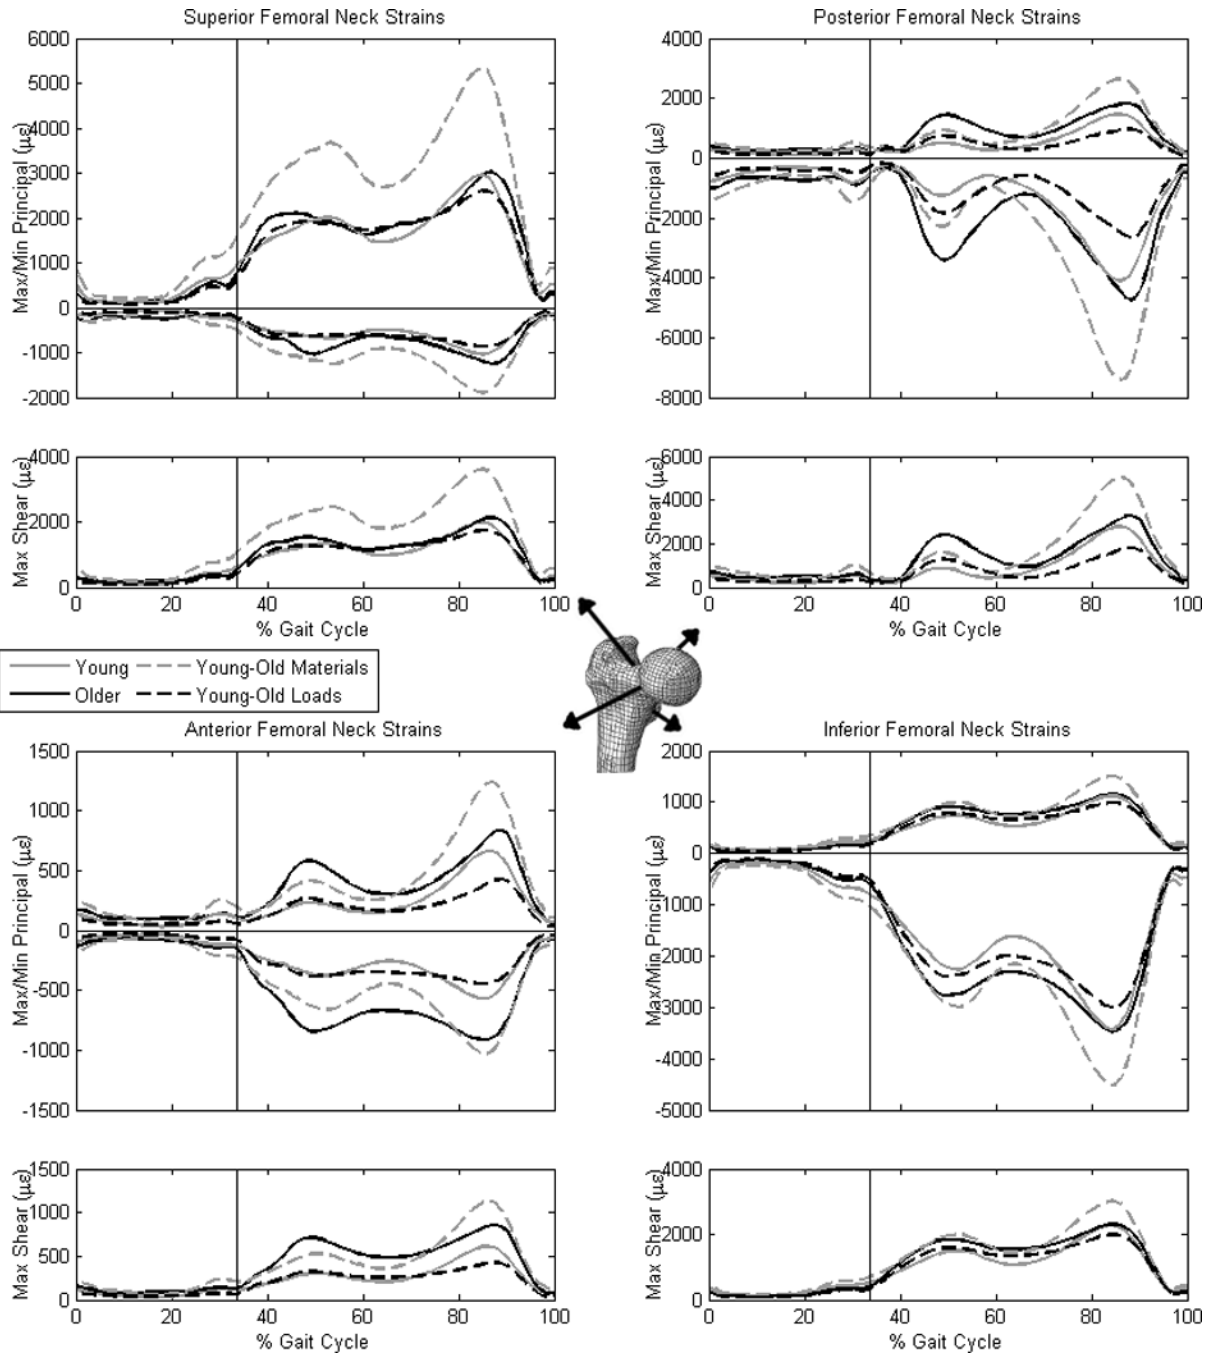 Superior Femoral Neck Strains
Max/Min Principal (με)
6000
5000
4000
3000
2000
1000
0
-1000
-2000
Max Shear (με)
4000
2000
0
0 20 40 60 80 100
% Gait Cycle
Posterior Femoral Neck Strains
Max/Min Principal (με)
4000
2000
0
-2000
-4000
-6000
-8000
Max Shear (με)
6000
4000
2000
0
0 20 40 60 80 100
% Gait Cycle
Young Young-Old Materials
Older Young-Old Loads
Anterior Femoral Neck Strains
Max/Min Principal (με)
1500
1000
500
0
-500
-1000
-1500
Max Shear (με)
1500
1000
500
0
0 20 40 60 80 100
% Gait Cycle
Inferior Femoral Neck Strains
Max/Min Principal (με)
2000
1000
0
-1000
-2000
-3000
-4000
-5000
Max Shear (με)
4000
2000
0
0 20 40 60 80 100
% Gait Cycle